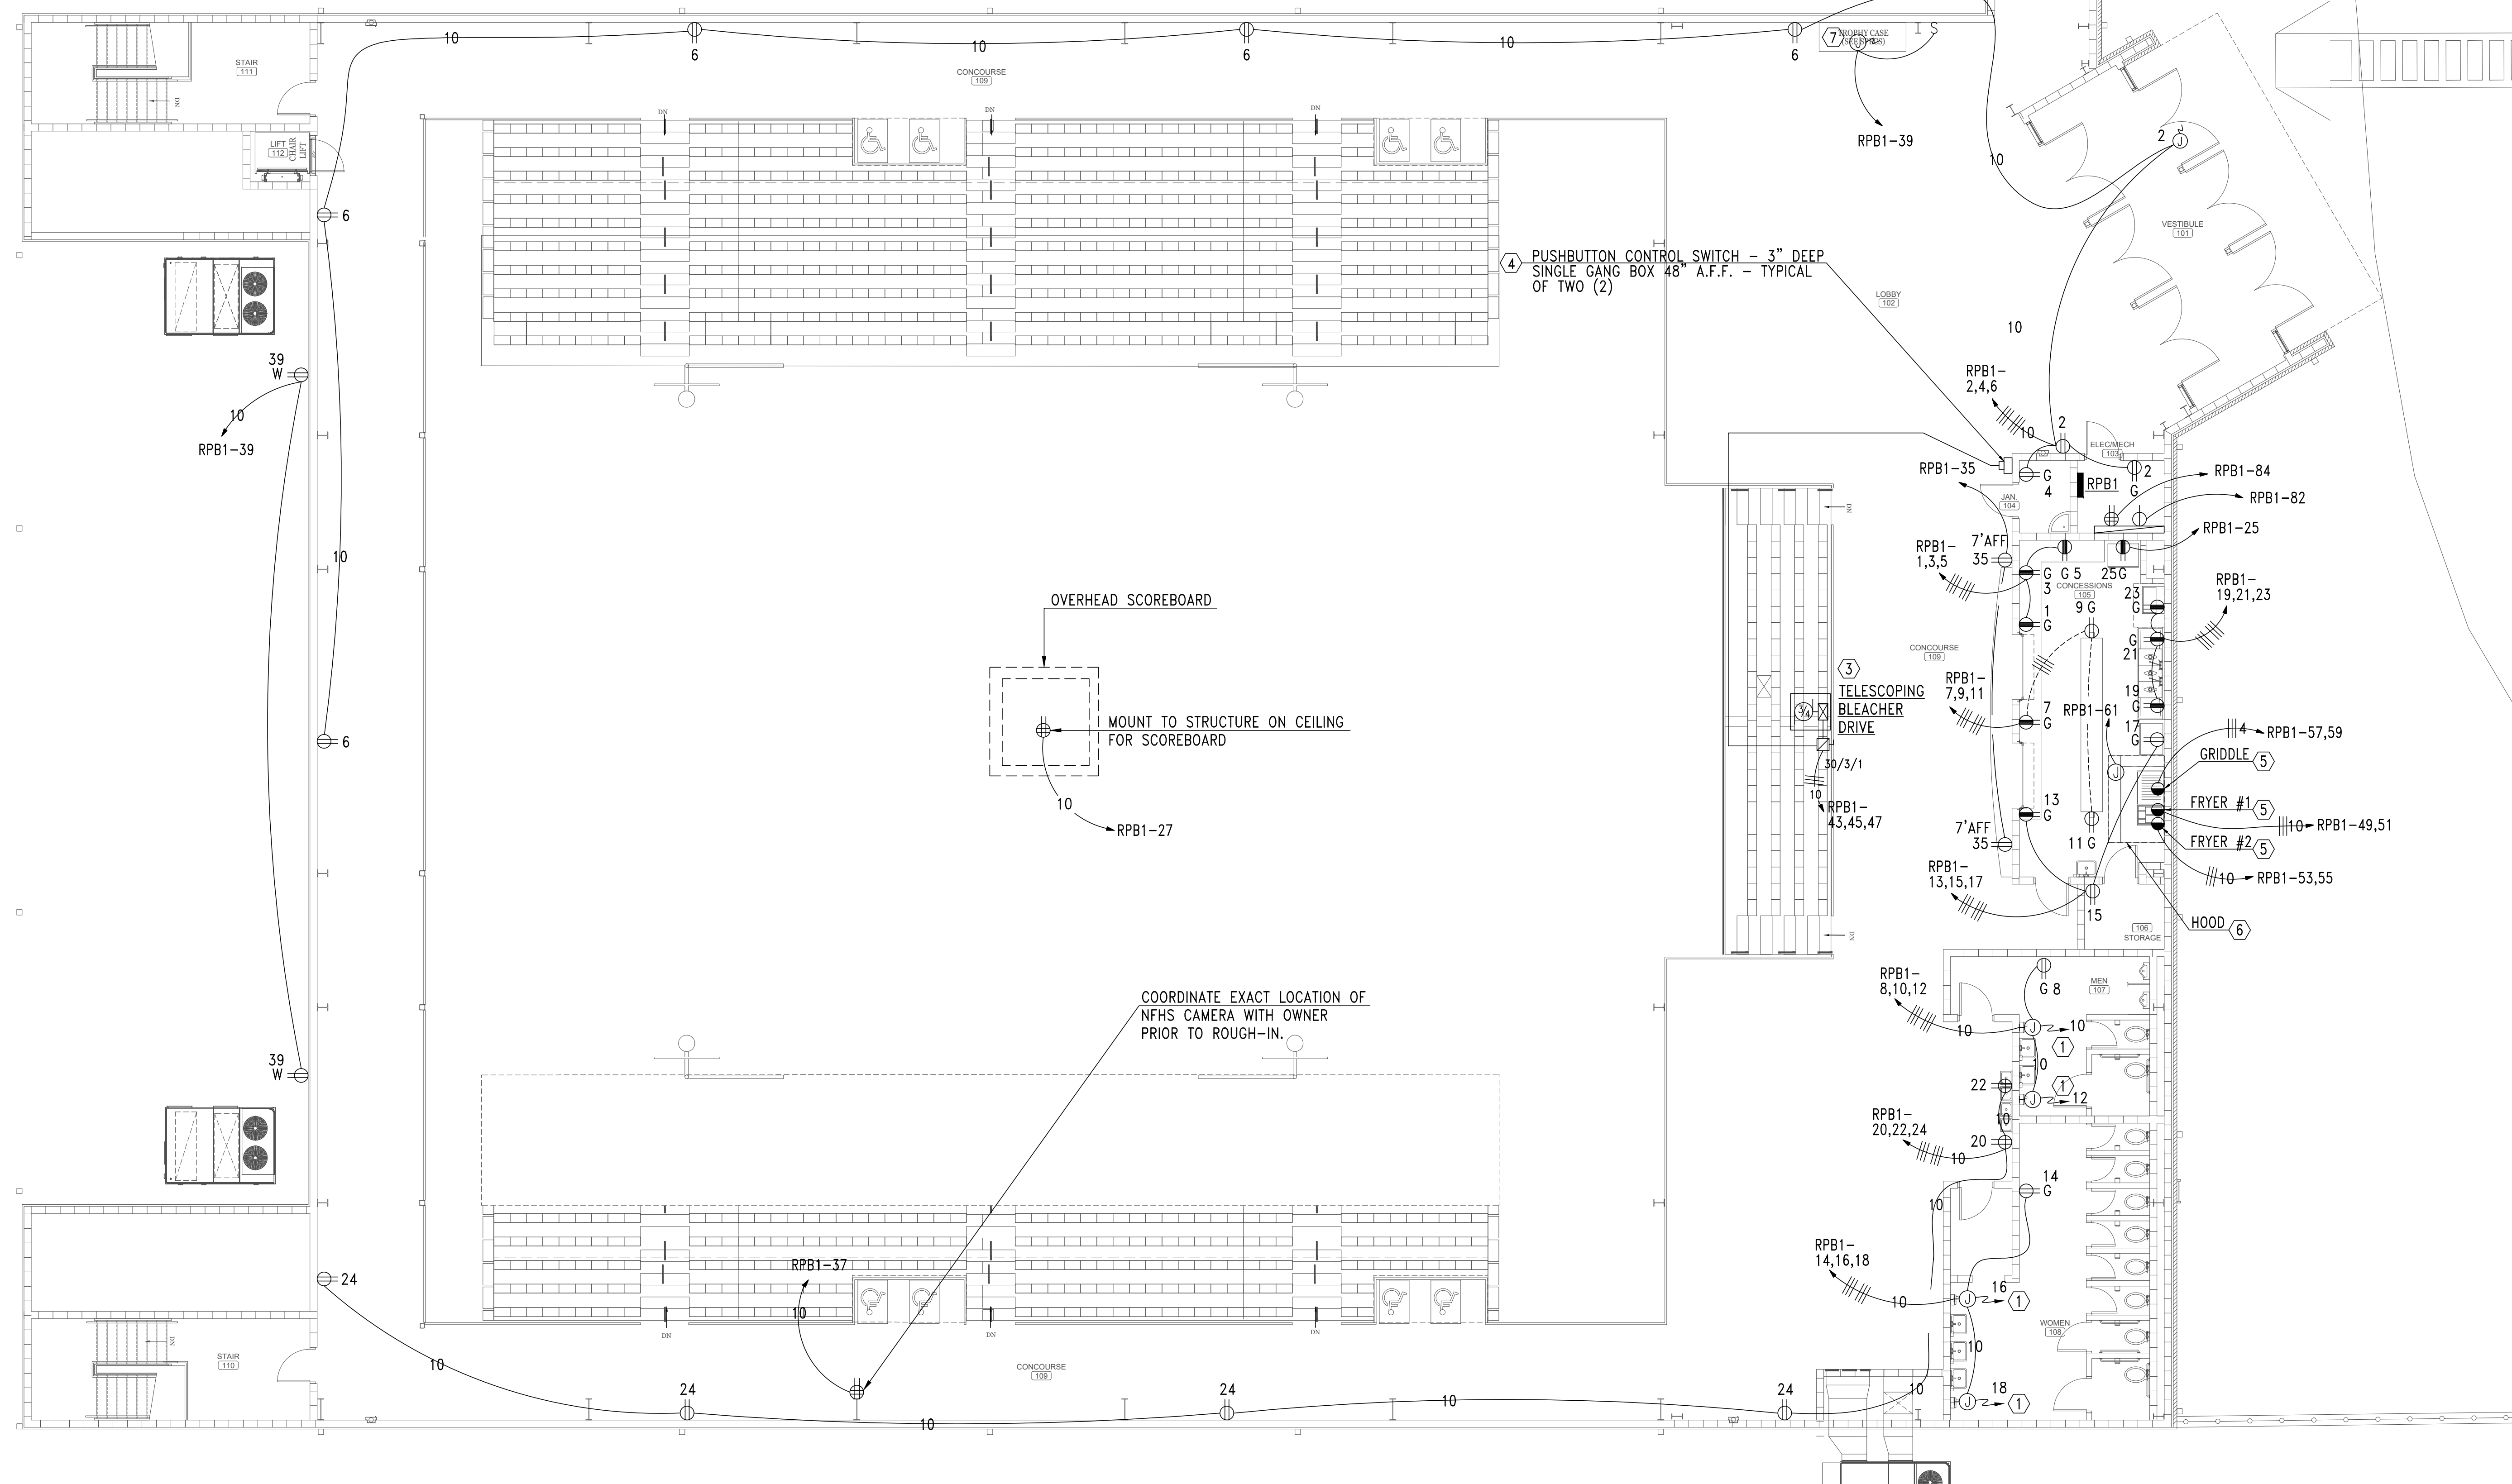 10
10
10
6
6
6
7
TROPHY CASE
(SEE SPECS)
J
S
STAIR
111
DN
CONCOURSE
109
DN
DN
DN
RPB1-39
10
2
J
J
LIFT
112
CHAIR
LIFT
6
VESTIBULE
101
4
PUSHBUTTON CONTROL SWITCH - 3" DEEP
SINGLE GANG BOX 48" A.F.F. - TYPICAL
OF TWO (2)
LOBBY
102
10
39
W
10
RPB1-39
RPB1-
2,4,6
10
2
ELEC/MECH
103
RPB1-35
G
4
RPB1
2
G
RPB1-84
RPB1-82
JAN.
104
DN
RPB1-25
7'AFF
35
RPB1-
1,3,5
G
3
G 5
25G
CONCESSIONS
105
10
1
G
9 G
23
G
RPB1-
19,21,23
G
21
OVERHEAD SCOREBOARD
CONCOURSE
109
3
TELESCOPING
BLEACHER
DRIVE
3/4
30/3/1
10
RPB1-
43,45,47
RPB1-
7,9,11
7
G
19
G
RPB1-61
17
G
4
RPB1-57,59
GRIDDLE
5
J
6
MOUNT TO STRUCTURE ON CEILING
FOR SCOREBOARD
10
RPB1-27
13
G
FRYER #1
5
10
RPB1-49,51
FRYER #2
5
10
RPB1-53,55
7'AFF
35
11 G
RPB1-
13,15,17
15
HOOD
6
106
STORAGE
DN
RPB1-
8,10,12
G 8
MEN
107
10
J
10
1
10
1
J
12
COORDINATE EXACT LOCATION OF
NFHS CAMERA WITH OWNER
PRIOR TO ROUGH-IN.
39
W
22
10
RPB1-
20,22,24
20
10
14
G
10
RPB1-
14,16,18
10
J
16
1
WOMEN
108
10
J
18
1
24
RPB1-37
10
DN
DN
DN
DN
STAIR
110
10
CONCOURSE
109
24
24
24
10
10
10